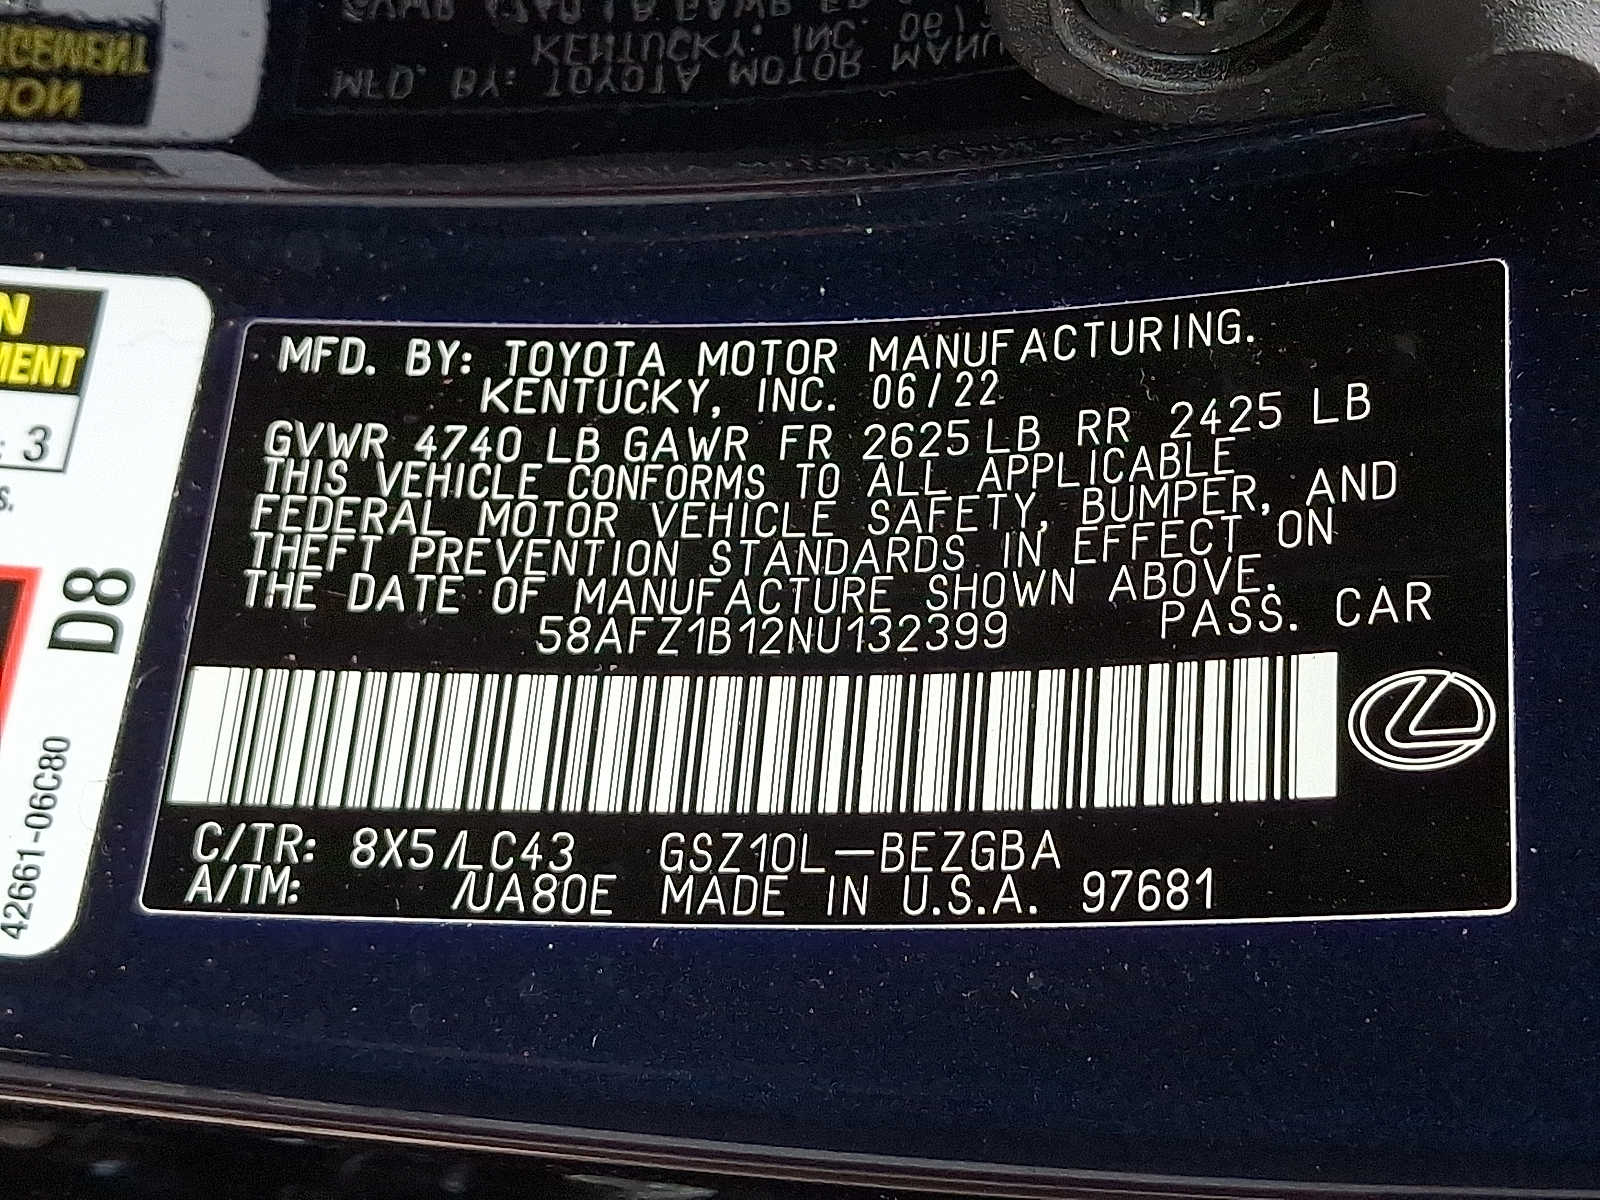 MFD. BY: TOYOTA MOTOR MANUFACTURING.
KENTUCKY, INC. 06/22
GVWR 4740 LB GAWR FR 2625 LB RR 2425 LB
THIS VEHICLE CONFORMS TO ALL APPLICABLE
FEDERAL MOTOR VEHICLE SAFETY, BUMPER, AND
THEFT PREVENTION STANDARDS IN EFFECT ON
THE DATE OF MANUFACTURE SHOWN ABOVE.
58AFZ1B12NU132399 PASS. CAR
C/TR: 8X5/LC43 GSZ10L-BEZGBA
A/TM: /UA80E MADE IN U.S.A. 97681
N
MENT
: 3
s.
D8
42661-06C80